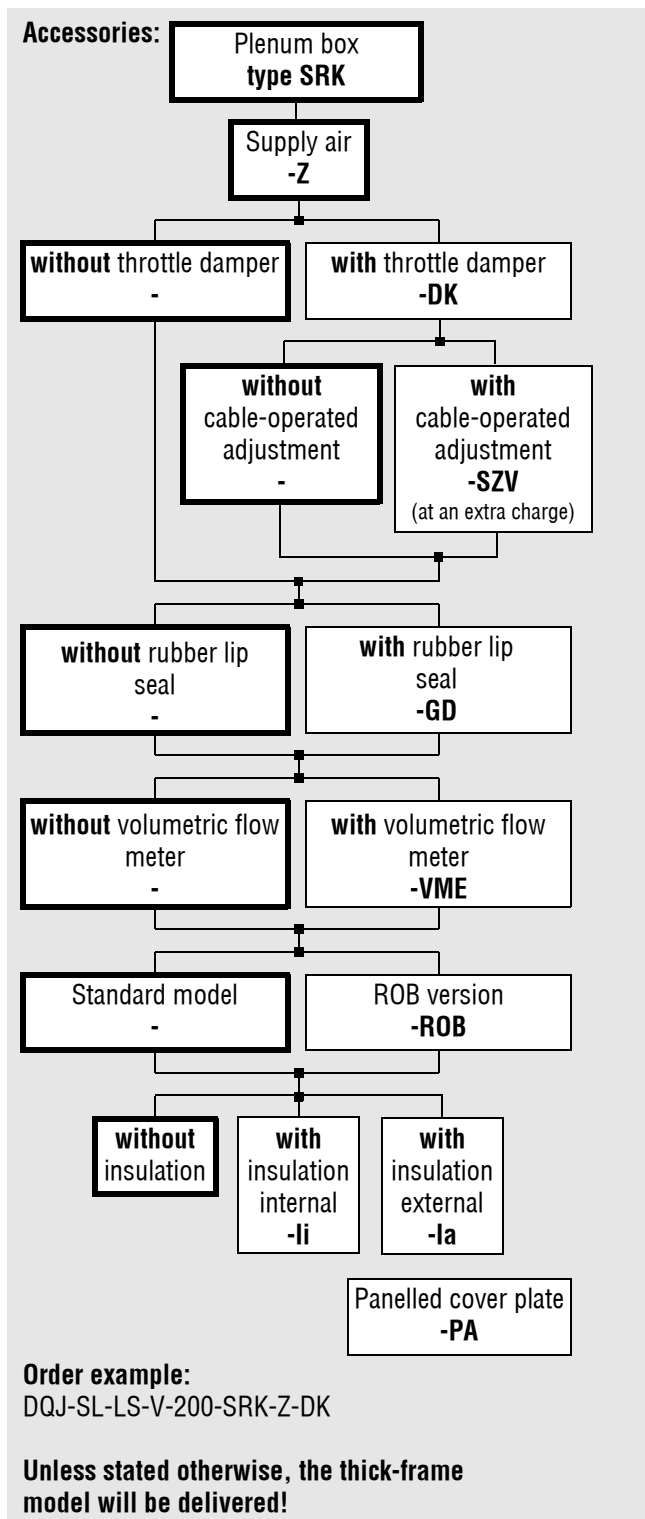 Accessories:
Plenum box
type SRK
Supply air
-Z
without throttle damper
-
with throttle damper
-DK
without
cable-operated
adjustment
-
with
cable-operated
adjustment
-SZV
(at an extra charge)
without rubber lip
seal
-
with rubber lip
seal
-GD
without volumetric flow
meter
-
with volumetric flow
meter
-VME
Standard model
-
ROB version
-ROB
without
insulation
with
insulation
internal
-Ii
with
insulation
external
-Ia
Panelled cover plate
-PA
Order example:
DQJ-SL-LS-V-200-SRK-Z-DK
Unless stated otherwise, the thick-frame
model will be delivered!